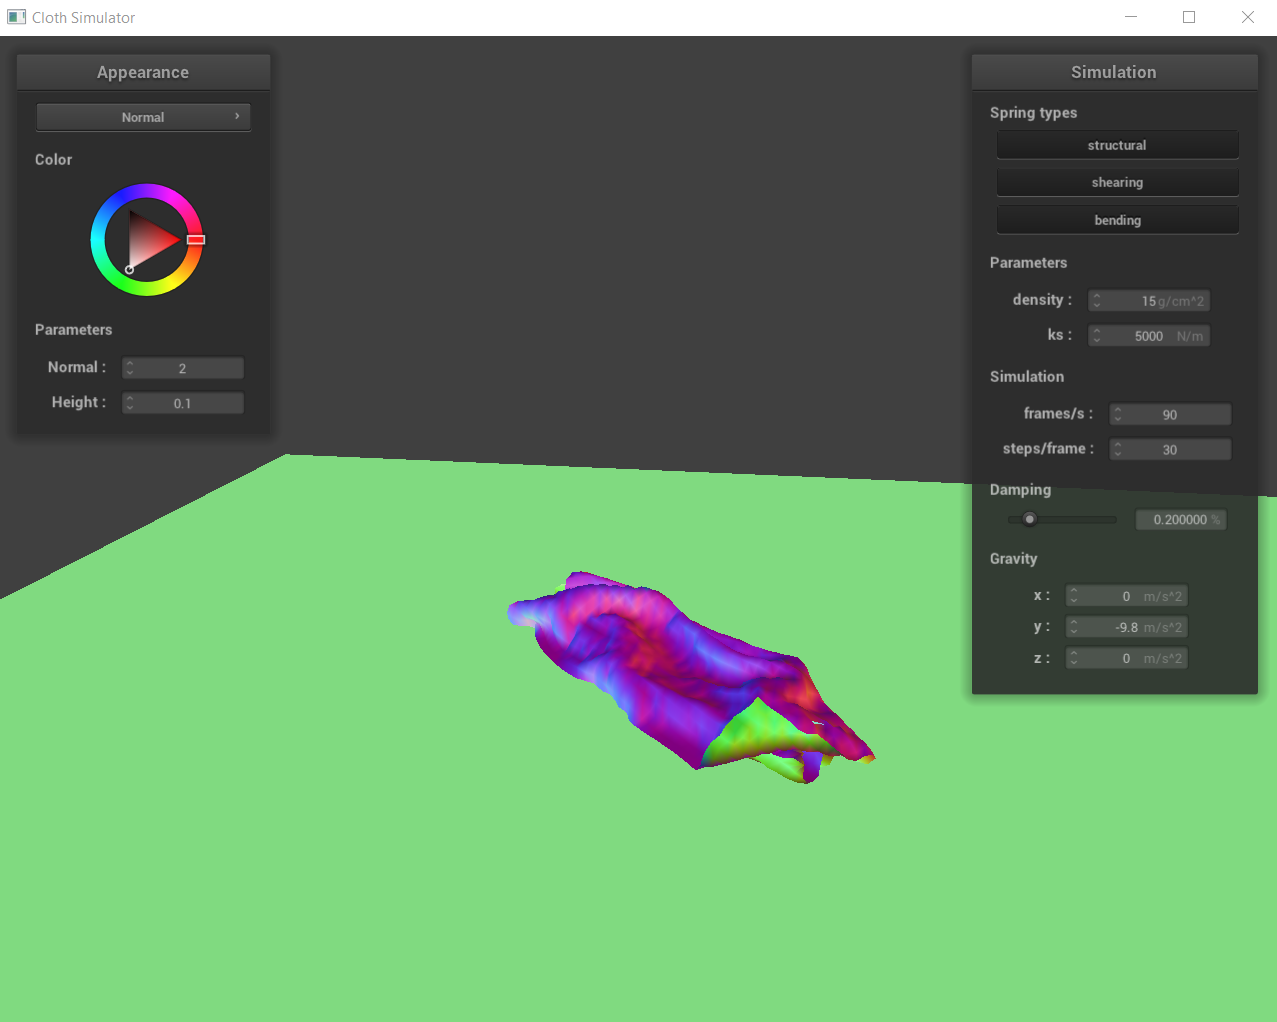 Cloth Simulator
Appearance
Normal
Color
Parameters
Normal : 2
Height : 0.1
Simulation
Spring types
structural
shearing
bending
Parameters
density : 15 g/cm^2
ks : 5000 N/m
Simulation
frames/s : 90
steps/frame : 30
Damping
0.200000 %
Gravity
x : 0 m/s^2
y : -9.8 m/s^2
z : 0 m/s^2